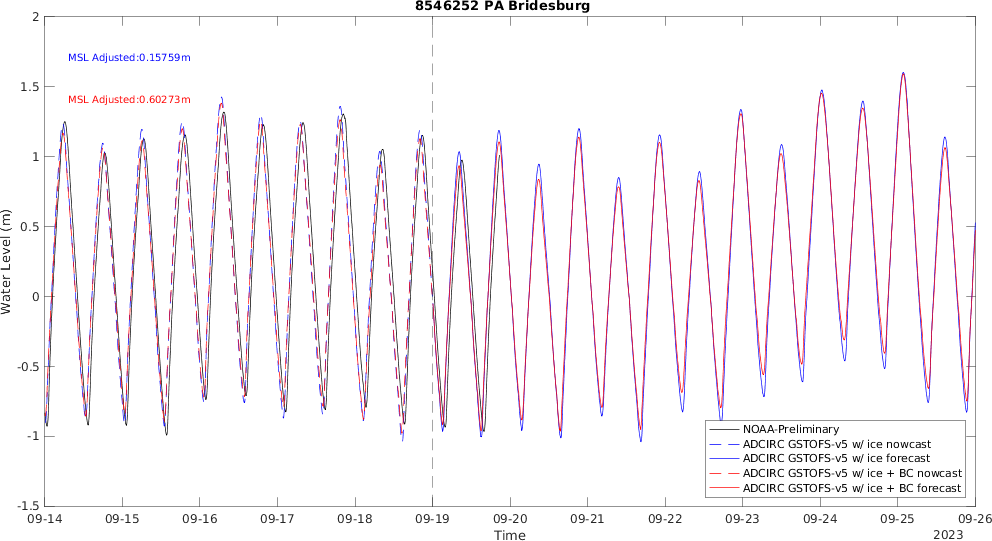 8546252 PA Bridesburg
2
1.5
1
0.5
0
-0.5
-1
-1.5
Water Level (m)
MSL Adjusted:0.15759m
MSL Adjusted:0.60273m
NOAA-Preliminary
ADCIRC GSTOFS-v5 w/ ice nowcast
ADCIRC GSTOFS-v5 w/ ice forecast
ADCIRC GSTOFS-v5 w/ ice + BC nowcast
ADCIRC GSTOFS-v5 w/ ice + BC forecast
09-14 09-15 09-16 09-17 09-18 09-19 09-20 09-21 09-22 09-23 09-24 09-25 09-26
Time
2023